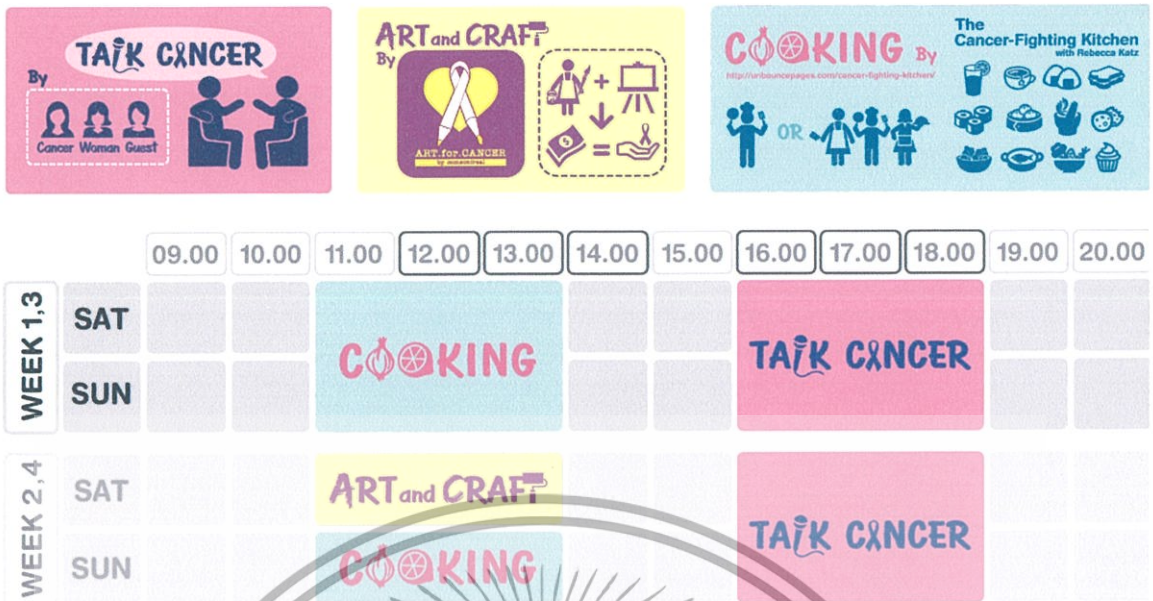 TALK CANCER
By
Cancer Woman Guest
ART and CRAFT
By
ART.for.CANCER
by ireneadreal
COOKING By
http://unbouncepages.com/cancer-fighting-kitchen/
OR
The
Cancer-Fighting Kitchen
with Rebecca Katz
09.00 10.00 11.00 12.00 13.00 14.00 15.00 16.00 17.00 18.00 19.00 20.00
WEEK 1,3
SAT
SUN
COOKING
TALK CANCER
WEEK 2,4
SAT
SUN
ART and CRAFT
COOKING
TALK CANCER